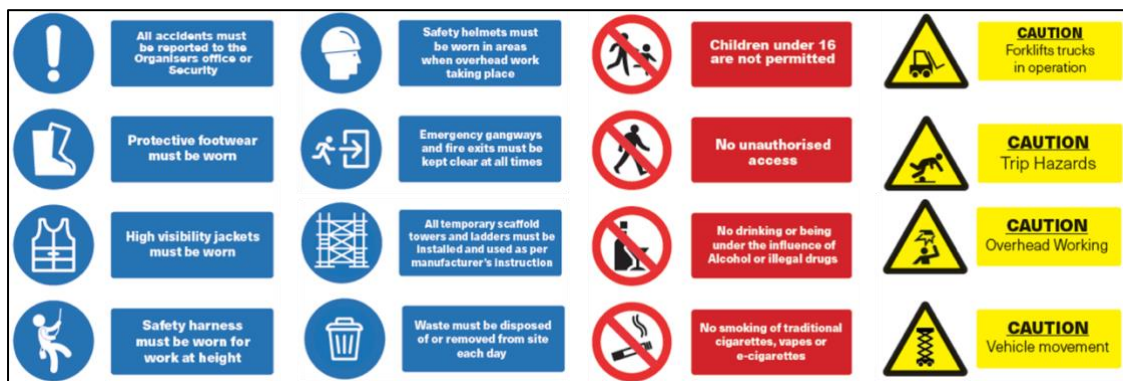 All accidents must
be reported to the
Organisers office or
Security
Safety helmets must
be worn in areas
when overhead work
taking place
Children under 16
are not permitted
CAUTION
Forklifts trucks
in operation
Protective footwear
must be worn
Emergency gangways
and fire exits must be
kept clear at all times
No unauthorised
access
CAUTION
Trip Hazards
High visibility jackets
must be worn
All temporary scaffold
towers and ladders must be
installed and used as per
manufacturer's instruction
No drinking or being
under the influence of
Alcohol or illegal drugs
CAUTION
Overhead Working
Safety harness
must be worn for
work at height
Waste must be disposed
of or removed from site
each day
No smoking of traditional
cigarettes, vapes or
e-cigarettes
CAUTION
Vehicle movement